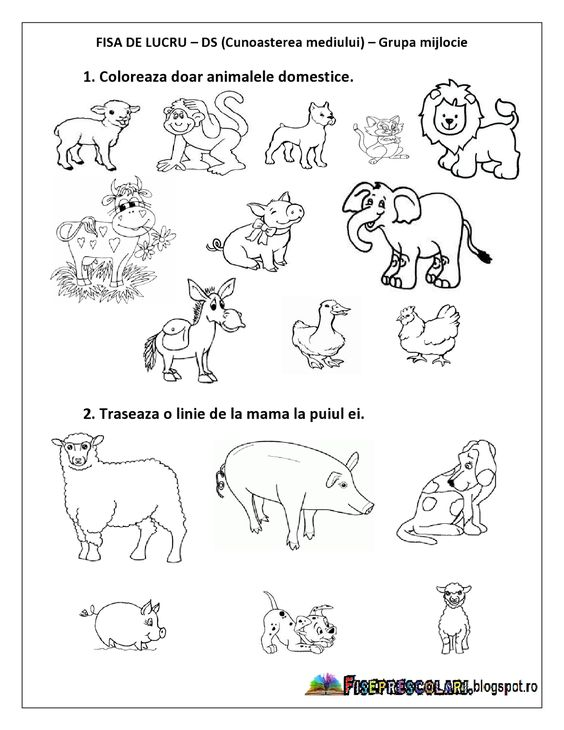 FISA DE LUCRU – DS (Cunoasterea mediului) – Grupa mijlocie
1. Coloreaza doar animalele domestice.
2. Traseaza o linie de la mama la puiul ei.
FISEPRESCOLARI.blogspot.ro